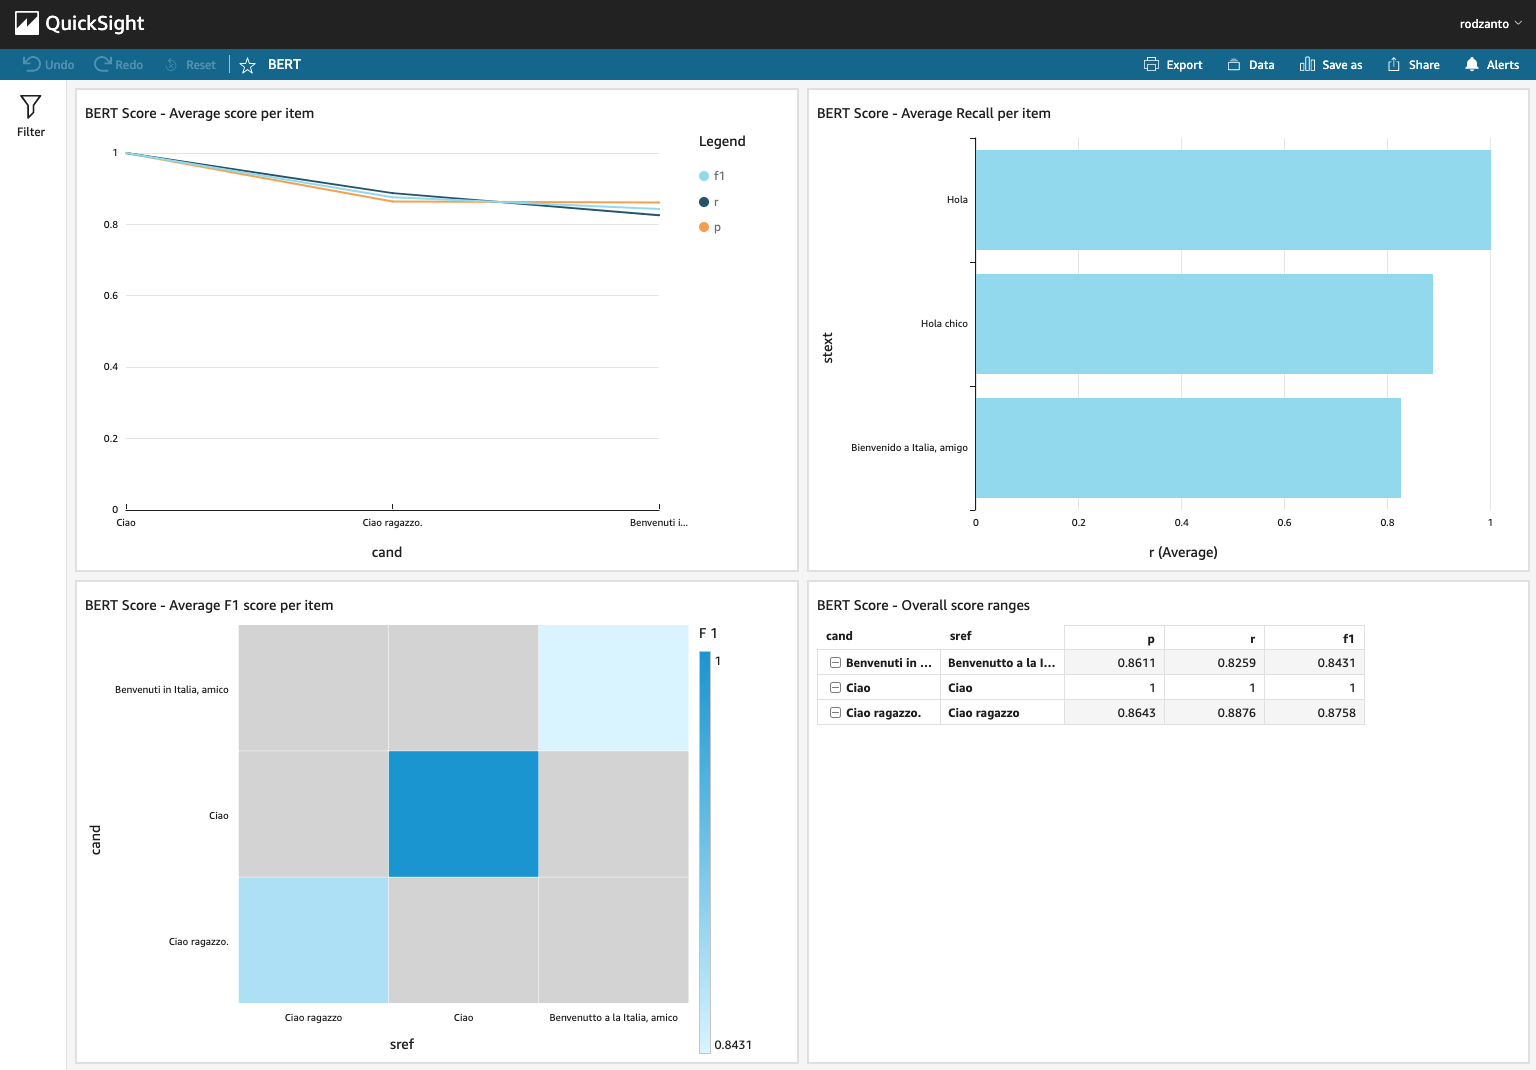 QuickSight
rodzanto
Undo Redo Reset BERT Export Data Save as Share Alerts
Filter
BERT Score - Average score per item
Legend
f1
r
p
1
0.8
0.6
0.4
0.2
0
Ciao Ciao ragazzo. Benvenuti i...
cand
BERT Score - Average Recall per item
stext
Hola
Hola chico
Bienvenido a Italia, amigo
0 0.2 0.4 0.6 0.8 1
r (Average)
BERT Score - Average F1 score per item
F 1
1
0.8431
cand
Benvenuti in Italia, amico
Ciao
Ciao ragazzo.
Ciao ragazzo Ciao Benvenutto a la Italia, amico
sref
BERT Score - Overall score ranges
cand sref p r f1
Benvenuti in ... Benvenutto a la I... 0.8611 0.8259 0.8431
Ciao Ciao 1 1 1
Ciao ragazzo. Ciao ragazzo 0.8643 0.8876 0.8758